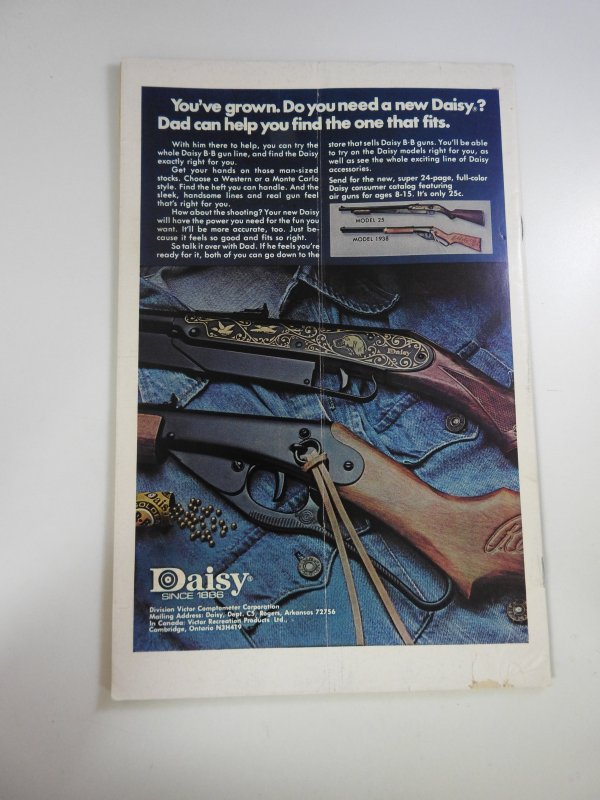 You've grown. Do you need a new Daisy®?
Dad can help you find the one that fits.
With him there to help, you can try the
whole Daisy B·B gun line, and find the Daisy
exactly right for you.
Get your hands on those man-sized
stocks. Choose a Western or a Monte Carlo
style. Find the heft you can handle. And the
sleek, handsome lines and real gun feel
that's right for you.
How about the shooting? Your new Daisy
will have the power you need for the fun you
want. It'll be more accurate, too. Just be-
cause it feels so good and fits so right.
So talk it over with Dad. If he feels you're
ready for it, both of you can go down to the
store that sells Daisy B·B guns. You'll be able
to try on the Daisy models right for you, as
well as see the whole exciting line of Daisy
accessories.
Send for the new, super 24-page, full-color
Daisy consumer catalog featuring
air guns for ages 8-15. It's only 25¢.
MODEL 25
MODEL 1938
Daisy
Daisy®
SINCE 1886
Division Victor Comptometer Corporation
Mailing Address: Daisy, Dept. C5, Rogers, Arkansas 72756
In Canada: Victor Recreation Products Ltd.,
Cambridge, Ontario N3H4T9